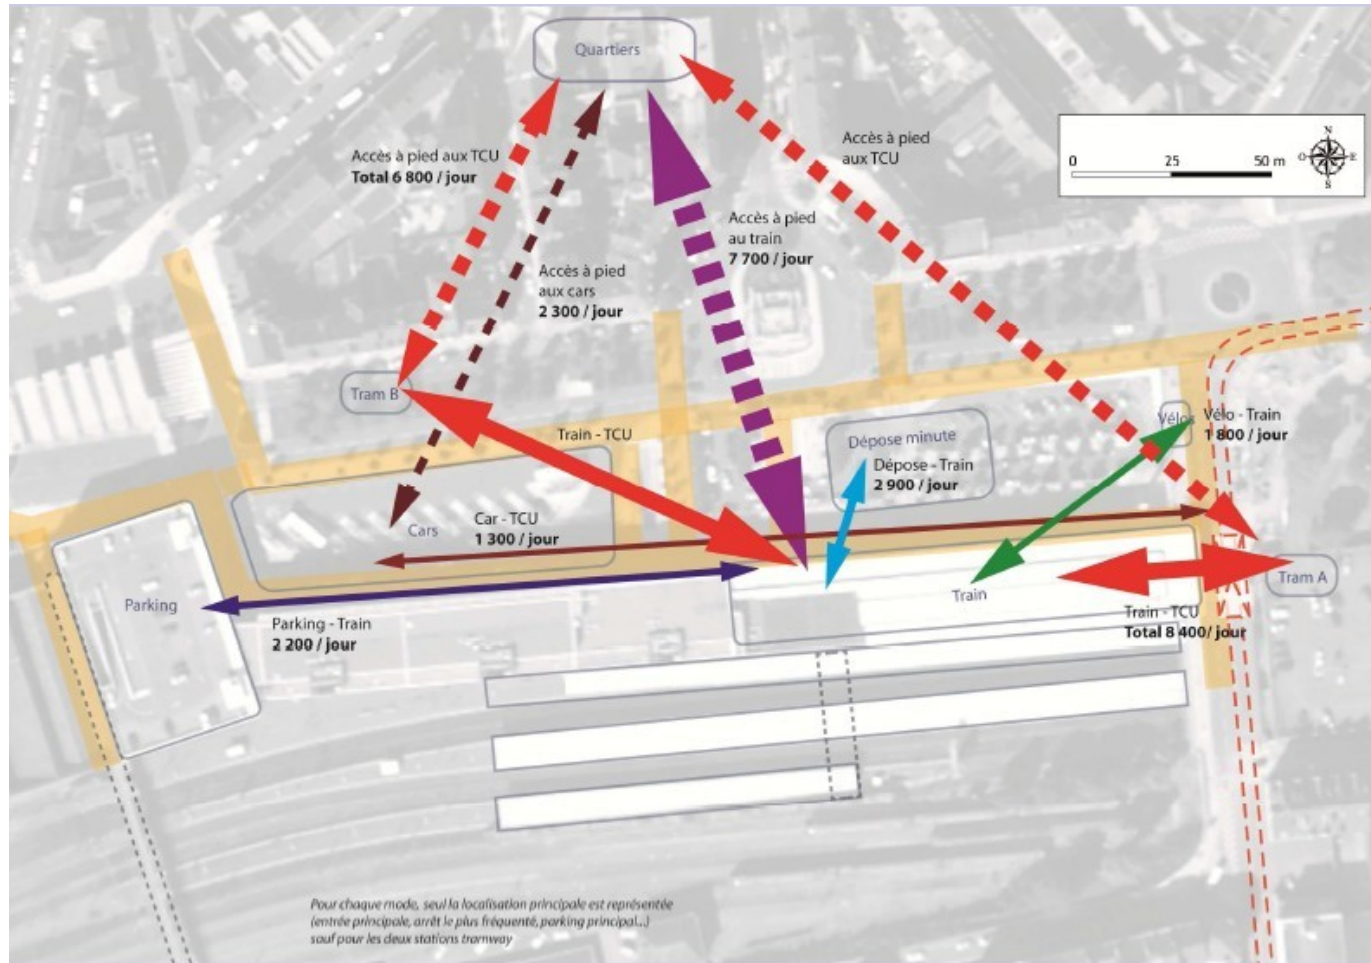 Quartiers
Accès à pied aux TCU
Total 6 800 / jour
Accès à pied
aux TCU
0 25 50 m
N
O E
S
Accès à pied
au train
7 700 / jour
Accès à pied
aux cars
2 300 / jour
Tram B
Train - TCU
Dépose minute
Vélos
Vélo - Train
1 800 / jour
Dépose - Train
2 900 / jour
Cars
Car - TCU
1 300 / jour
Parking
Train
Tram A
Parking - Train
2 200 / jour
Train - TCU
Total 8 400/ jour
Pour chaque mode, seul la localisation principale est représentée
(entrée principale, arrêt le plus fréquenté, parking principal...)
sauf pour les deux stations tramway